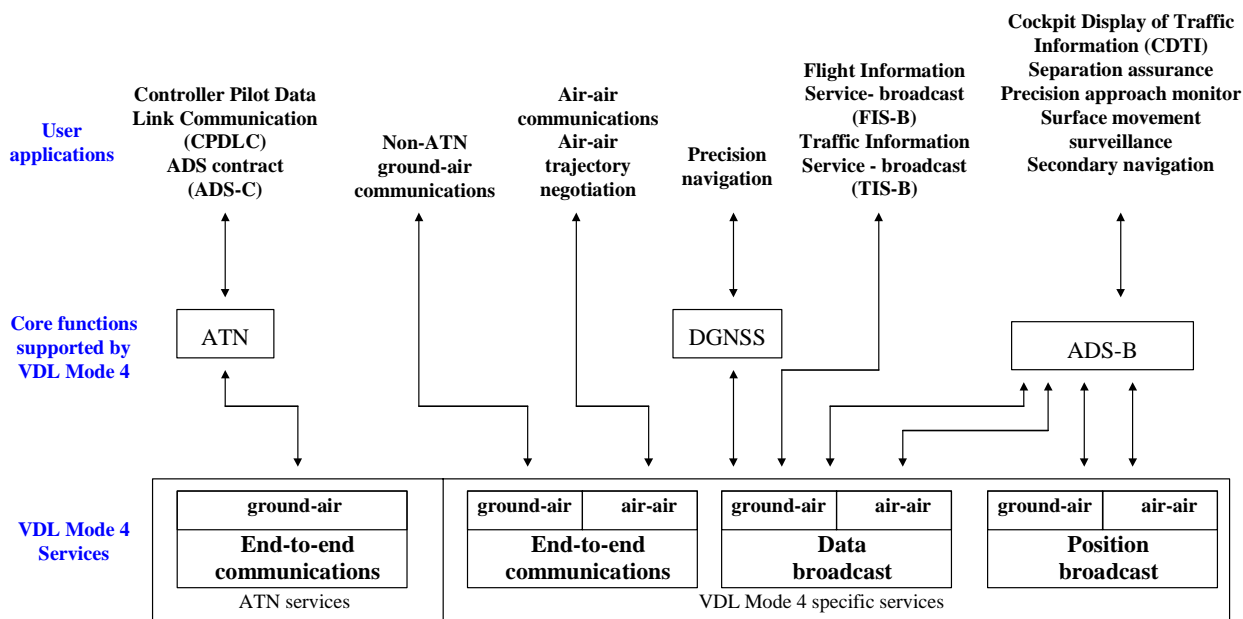 User
applications
Controller Pilot Data
Link Communication
(CPDLC)
ADS contract
(ADS-C)
Non-ATN
ground-air
communications
Air-air
communications
Air-air
trajectory
negotiation
Precision
navigation
Flight Information
Service- broadcast
(FIS-B)
Traffic Information
Service - broadcast
(TIS-B)
Cockpit Display of Traffic
Information (CDTI)
Separation assurance
Precision approach monitor
Surface movement
surveillance
Secondary navigation
Core functions
supported by
VDL Mode 4
ATN
DGNSS
ADS-B
VDL Mode 4
Services
ground-air
End-to-end
communications
ATN services
ground-air
air-air
End-to-end
communications
ground-air
air-air
Data
broadcast
ground-air
air-air
Position
broadcast
VDL Mode 4 specific services